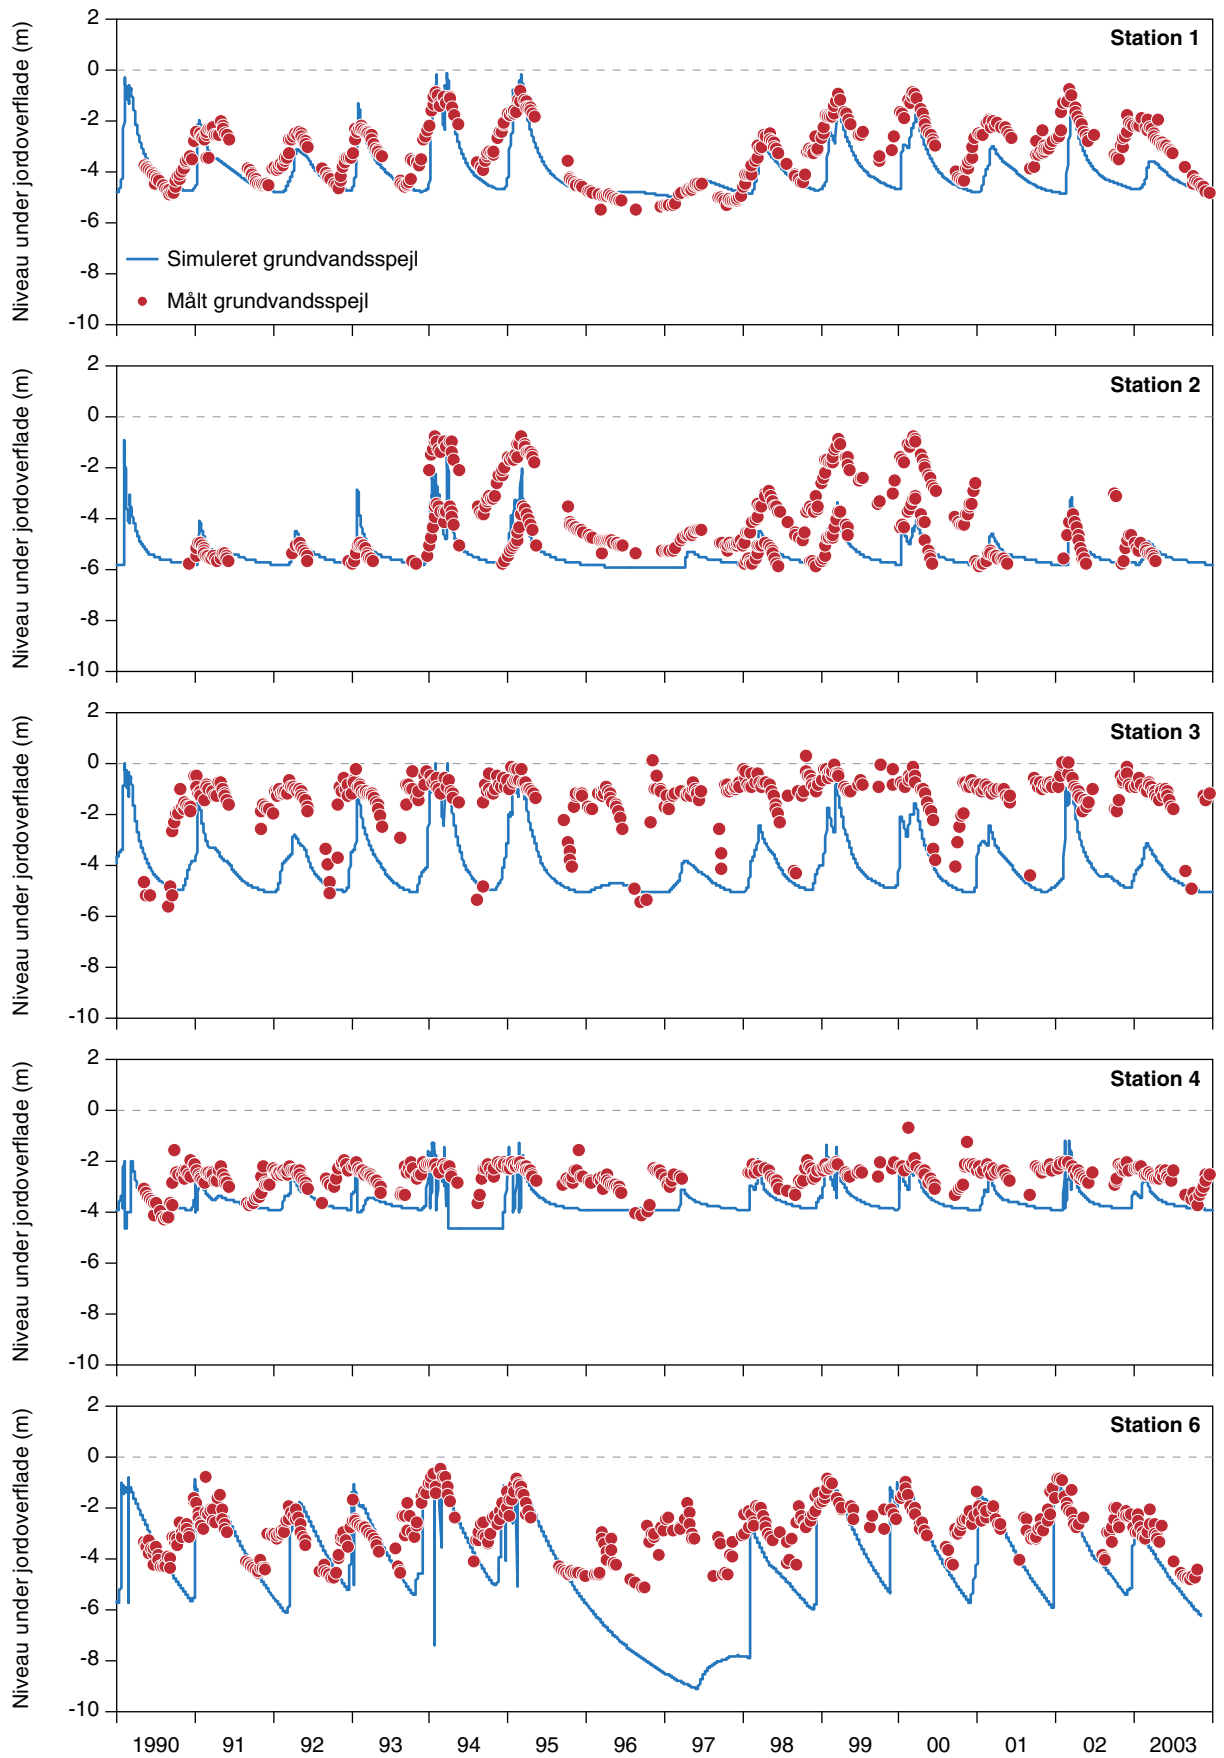 Niveau under jordoverflade (m)
2
0
-2
-4
-6
-8
-10
Station 1
Simuleret grundvandsspejl
Målt grundvandsspejl
Niveau under jordoverflade (m)
2
0
-2
-4
-6
-8
-10
Station 2
Niveau under jordoverflade (m)
2
0
-2
-4
-6
-8
-10
Station 3
Niveau under jordoverflade (m)
2
0
-2
-4
-6
-8
-10
Station 4
Niveau under jordoverflade (m)
2
0
-2
-4
-6
-8
-10
Station 6
1990 91 92 93 94 95 96 97 98 99 00 01 02 2003